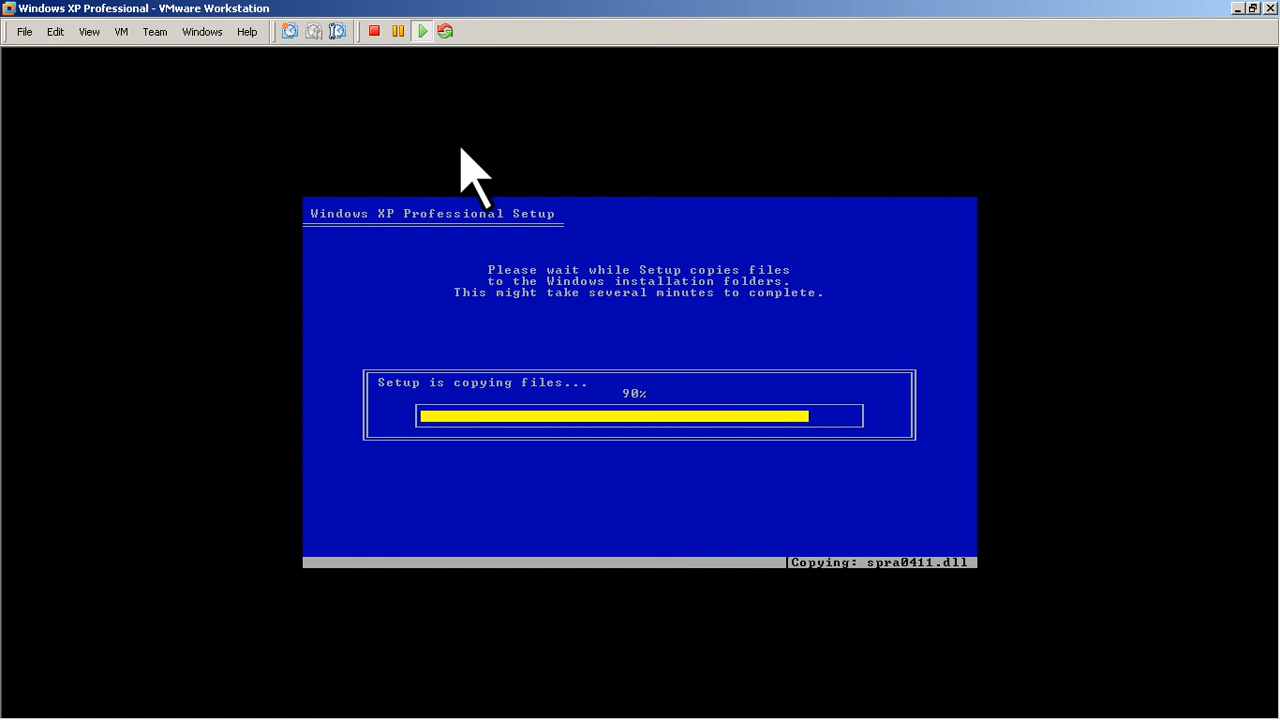 Windows XP Professional - VMware Workstation
File Edit View VM Team Windows Help
Windows XP Professional Setup
Please wait while Setup copies files
to the Windows installation folders.
This might take several minutes to complete.
Setup is copying files...
90%
Copying: spra0411.dll